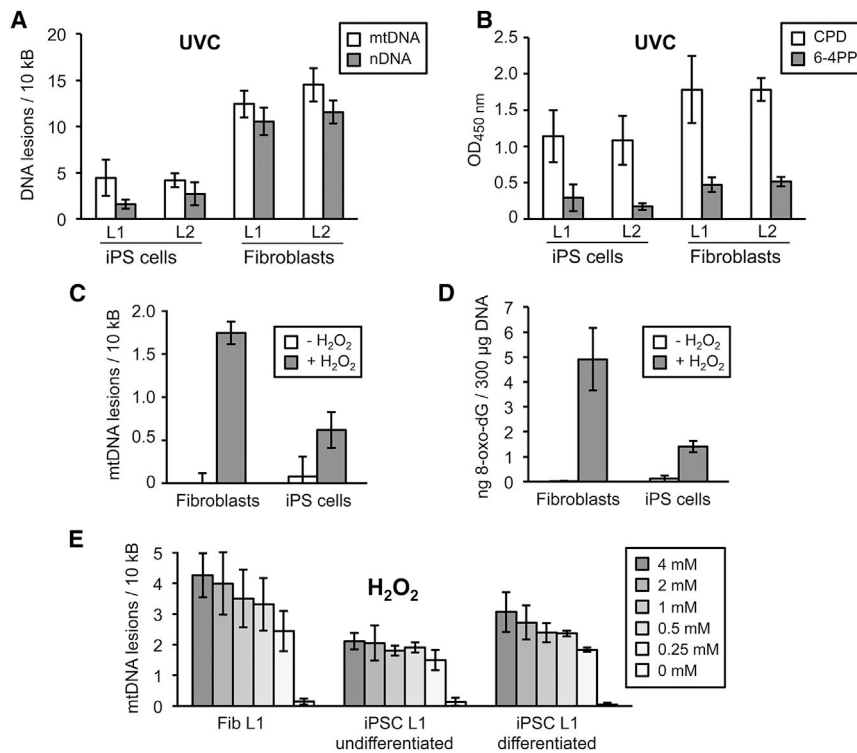 A
UVC
mtDNA
nDNA
DNA lesions / 10 kB
20
15
10
5
0
L1 L2 L1 L2
iPS cells Fibroblasts
B
UVC
CPD
6-4PP
OD450 nm
2.5
2.0
1.5
1.0
0.5
0
L1 L2 L1 L2
iPS cells Fibroblasts
C
- H2O2
+ H2O2
mtDNA lesions / 10 kB
2.0
1.5
1.0
0.5
0
Fibroblasts iPS cells
D
- H2O2
+ H2O2
ng 8-oxo-dG / 300 µg DNA
7
6
5
4
3
2
1
0
Fibroblasts iPS cells
E
H2O2
mtDNA lesions / 10 kB
5
4
3
2
1
0
4 mM
2 mM
1 mM
0.5 mM
0.25 mM
0 mM
Fib L1 iPSC L1 iPSC L1
undifferentiated differentiated